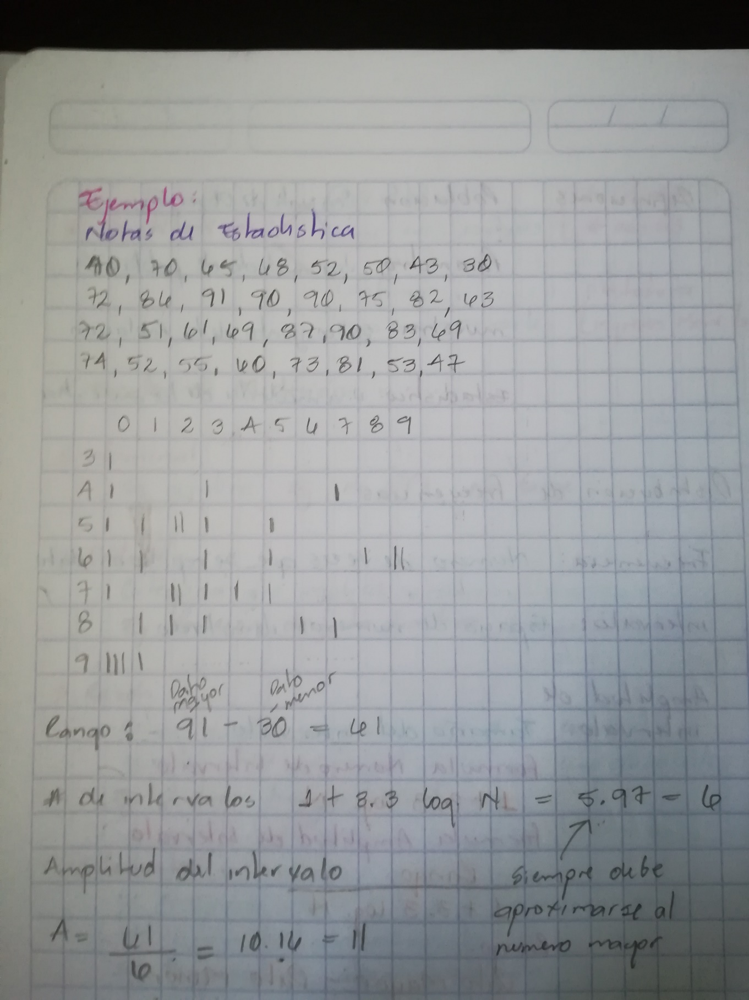 Ejemplo:
Notas de Estadistica
40, 70, 65, 68, 52, 50, 43, 30
72, 86, 91, 90, 90, 75, 82, 63
72, 51, 61, 69, 87, 90, 83, 69
74, 52, 55, 60, 73, 81, 53, 47
0 1 2 3 4 5 6 7 8 9
3 |
4 | | |
5 | | || | |
6 | | | | | ||
7 | || | | |
8 | | | | |
9 |||| |
Dato mayor Dato menor
Rango: 91 - 30 = 61
# de intervalos 1 + 3.3 log N = 5.97 = 6
Amplitud del intervalo
siempre debe
aproximarse al
numero mayor
A = 61/6 = 10.16 = 11